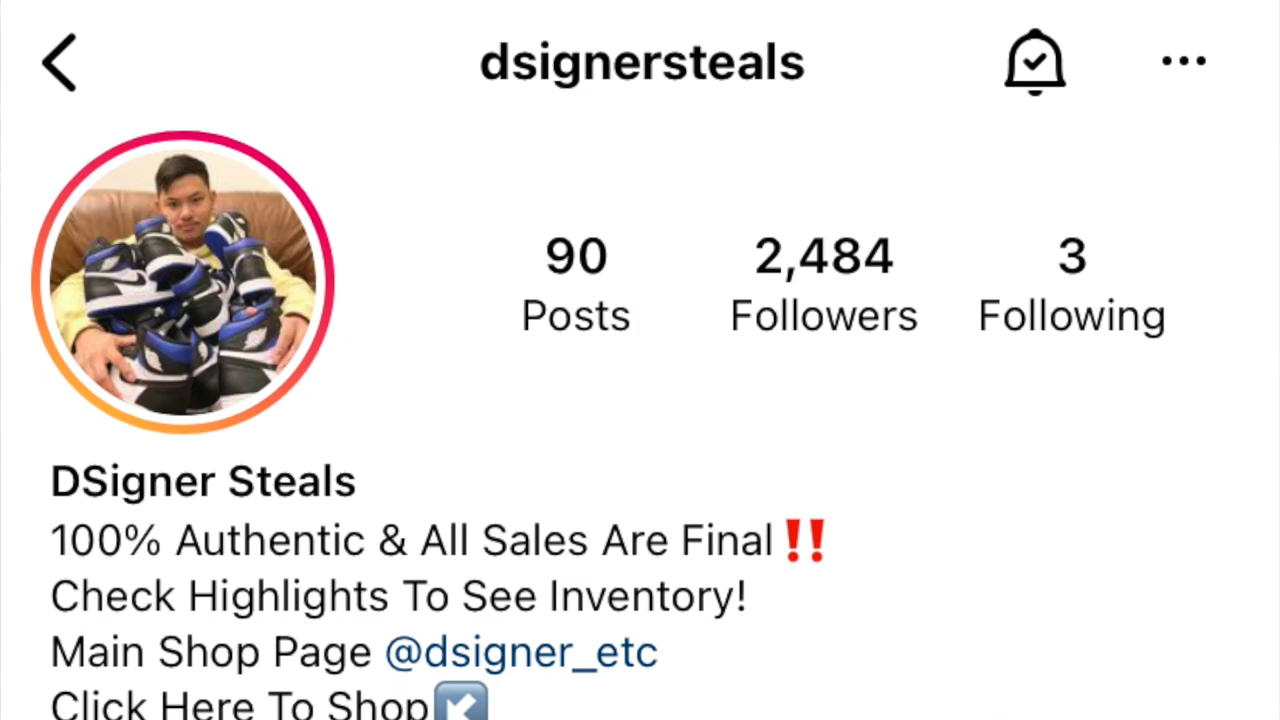 dsignersteals
90 2,484 3
Posts Followers Following
DSigner Steals
100% Authentic & All Sales Are Final‼️
Check Highlights To See Inventory!
Main Shop Page @dsigner_etc
Click Here To Shop↙️